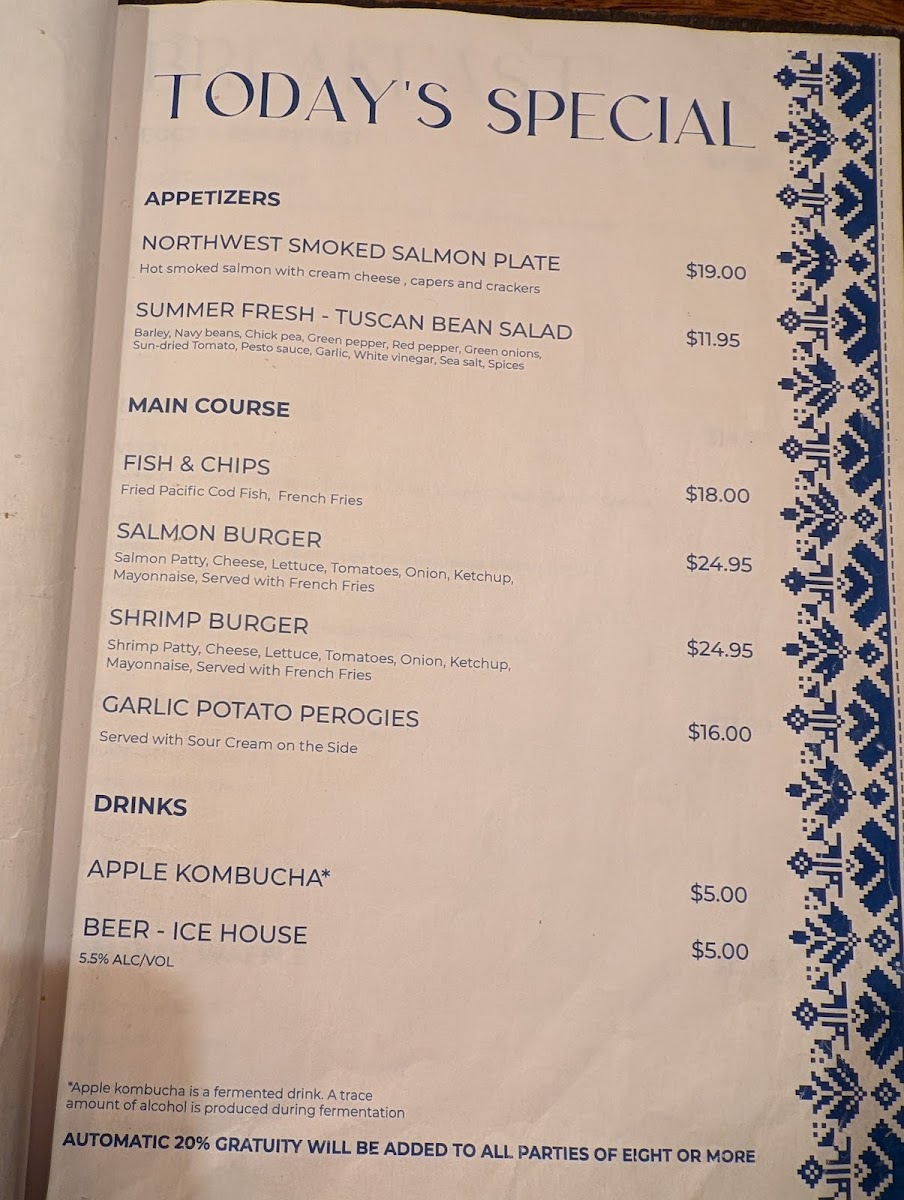 TODAY'S SPECIAL
APPETIZERS
NORTHWEST SMOKED SALMON PLATE $19.00
Hot smoked salmon with cream cheese , capers and crackers
SUMMER FRESH - TUSCAN BEAN SALAD $11.95
Barley, Navy beans, Chick pea, Green pepper, Red pepper, Green onions,
Sun-dried Tomato, Pesto sauce, Garlic, White vinegar, Sea salt, Spices
MAIN COURSE
FISH & CHIPS $18.00
Fried Pacific Cod Fish, French Fries
SALMON BURGER $24.95
Salmon Patty, Cheese, Lettuce, Tomatoes, Onion, Ketchup,
Mayonnaise, Served with French Fries
SHRIMP BURGER $24.95
Shrimp Patty, Cheese, Lettuce, Tomatoes, Onion, Ketchup,
Mayonnaise, Served with French Fries
GARLIC POTATO PEROGIES $16.00
Served with Sour Cream on the Side
DRINKS
APPLE KOMBUCHA* $5.00
BEER - ICE HOUSE $5.00
5.5% ALC/VOL
*Apple kombucha is a fermented drink. A trace
amount of alcohol is produced during fermentation
AUTOMATIC 20% GRATUITY WILL BE ADDED TO ALL PARTIES OF EIGHT OR MORE